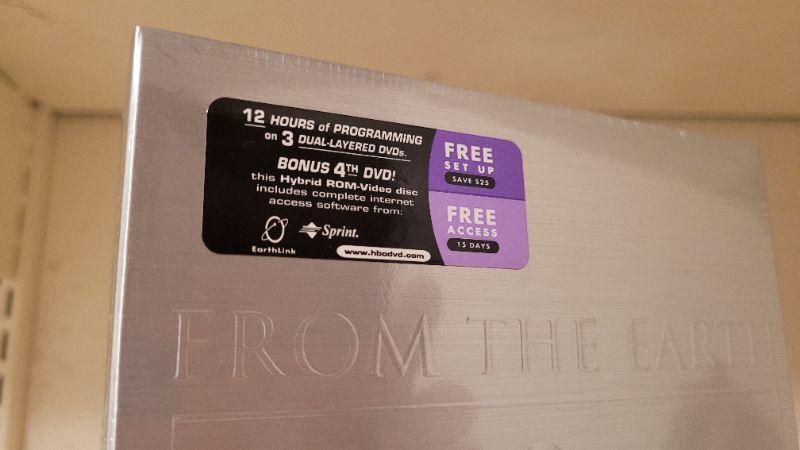 12 HOURS of PROGRAMMING
on 3 DUAL-LAYERED DVDs.
BONUS 4TH DVD!
this Hybrid ROM-Video disc
includes complete internet
access software from:
EarthLink
Sprint.
www.hbodvd.com
FREE
SET UP
SAVE $25
FREE
ACCESS
15 DAYS
FROM THE EARTH